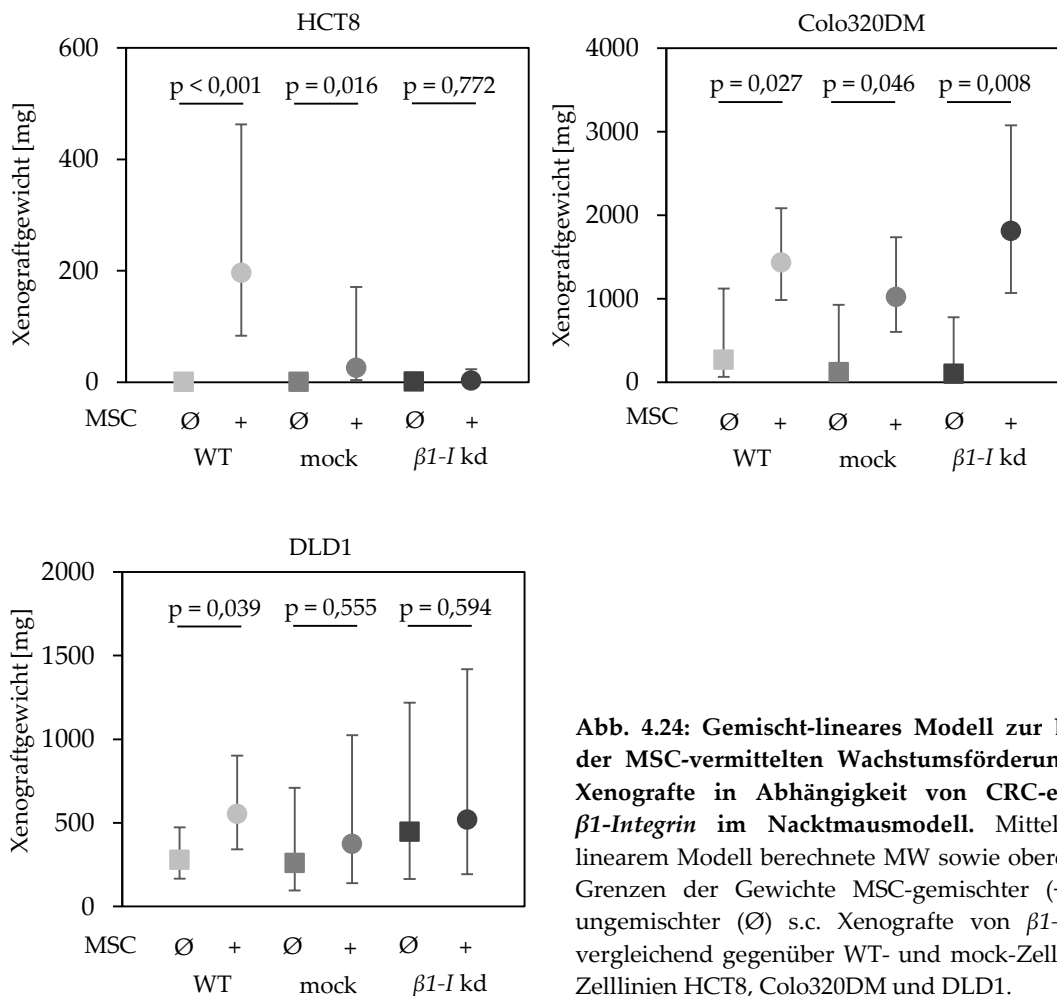 HCT8
600
400
200
0
Xenograftgewicht [mg]
p < 0,001 p = 0,016 p = 0,772
MSC Ø + Ø + Ø +
WT mock β1-I kd
Colo320DM
4000
3000
2000
1000
0
Xenograftgewicht [mg]
p = 0,027 p = 0,046 p = 0,008
MSC Ø + Ø + Ø +
WT mock β1-I kd
DLD1
2000
1500
1000
500
0
Xenograftgewicht [mg]
p = 0,039 p = 0,555 p = 0,594
MSC Ø + Ø + Ø +
WT mock β1-I kd
Abb. 4.24: Gemischt-lineares Modell zur
der MSC-vermittelten Wachstumsförderun
Xenografte in Abhängigkeit von CRC-e
β1-Integrin im Nacktmausmodell. Mittel
linearem Modell berechnete MW sowie ober
Grenzen der Gewichte MSC-gemischter
ungemischter (Ø) s.c. Xenografte von β1-
vergleichend gegenüber WT- und mock-Zell
Zelllinien HCT8, Colo320DM und DLD1.